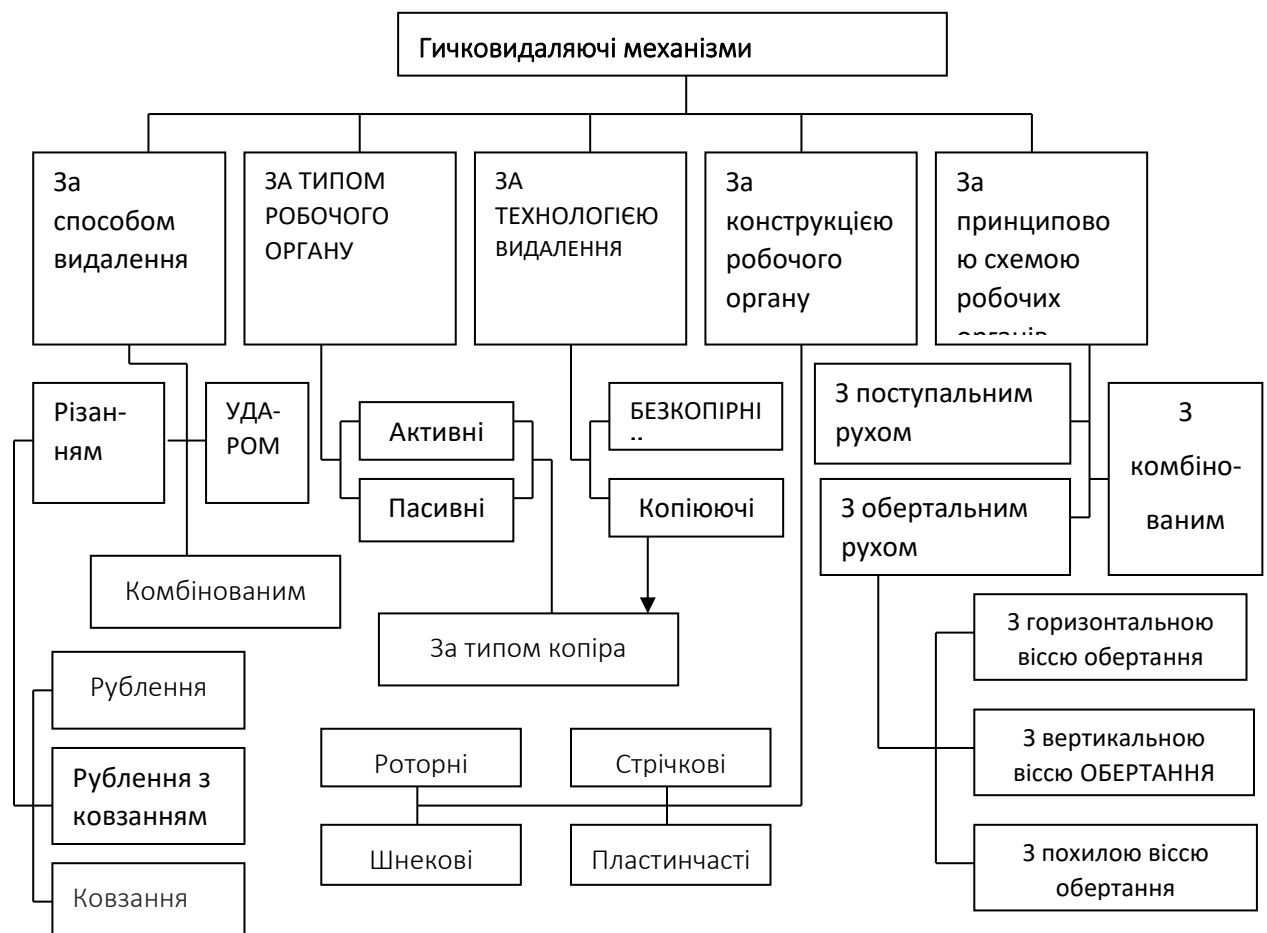 Гичковидаляючі механізми
За
способом
видалення
ЗА ТИПОМ
РОБОЧОГО
ОРГАНУ
ЗА
ТЕХНОЛОГІЄЮ
ВИДАЛЕННЯ
За
конструкцією
робочого
органу
За
принципово
ю схемою
робочих
органів
Різан-
ням
УДА-
РОМ
Активні
Пасивні
БЕЗКОПІРНІ
Копіюючі
З поступальним
рухом
З обертальним
рухом
З
комбіно-
ваним
Комбінованим
За типом копіра
З горизонтальною
віссю обертання
З вертикальною
віссю ОБЕРТАННЯ
З похилою віссю
обертання
Рублення
Рублення з
ковзанням
Ковзання
Роторні
Стрічкові
Шнекові
Пластинчасті